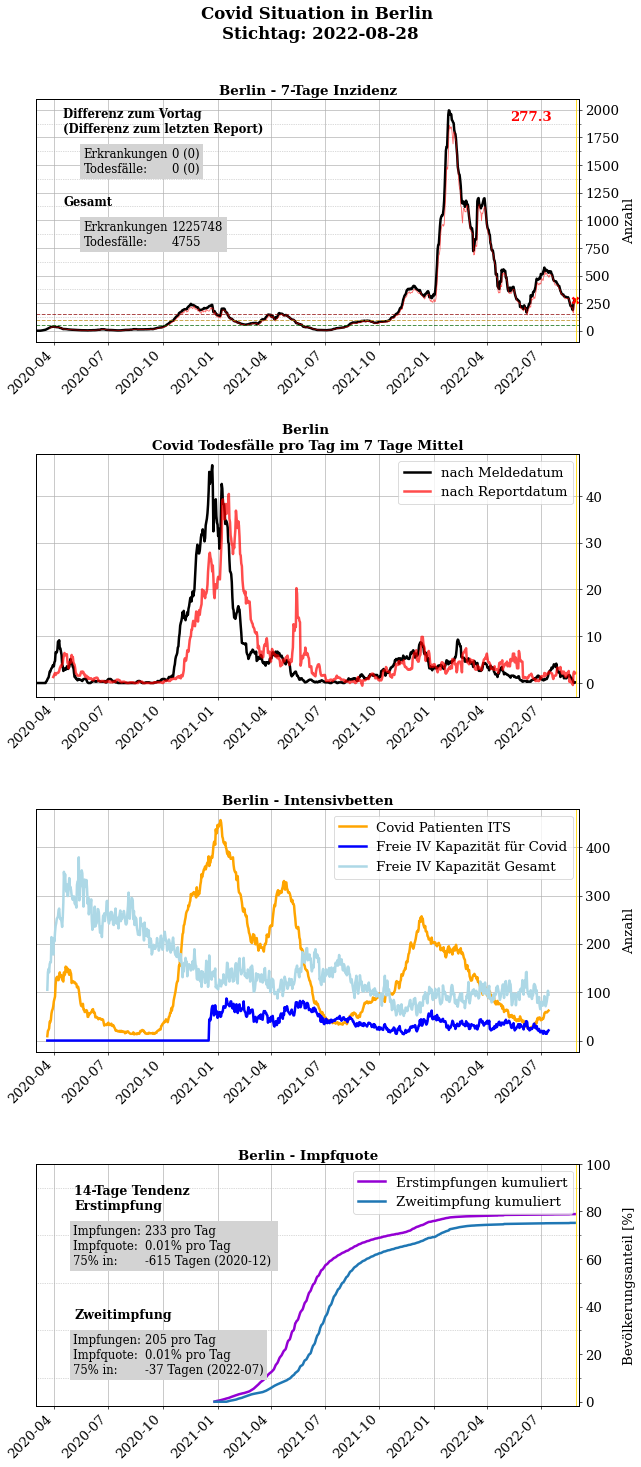 Covid Situation in Berlin
Stichtag: 2022-08-28
Berlin - 7-Tage Inzidenz
Differenz zum Vortag
(Differenz zum letzten Report)
Erkrankungen 0 (0)
Todesfälle: 0 (0)
Gesamt
Erkrankungen 1225748
Todesfälle: 4755
277.3
2000
1750
1500
1250
1000
750
500
250
0
Anzahl
2020-04
2020-07
2020-10
2021-01
2021-04
2021-07
2021-10
2022-01
2022-04
2022-07
Berlin
Covid Todesfälle pro Tag im 7 Tage Mittel
nach Meldedatum
nach Reportdatum
40
30
20
10
0
2020-04
2020-07
2020-10
2021-01
2021-04
2021-07
2021-10
2022-01
2022-04
2022-07
Berlin - Intensivbetten
Covid Patienten ITS
Freie IV Kapazität für Covid
Freie IV Kapazität Gesamt
400
300
200
100
0
Anzahl
2020-04
2020-07
2020-10
2021-01
2021-04
2021-07
2021-10
2022-01
2022-04
2022-07
Berlin - Impfquote
14-Tage Tendenz
Erstimpfung
Impfungen: 233 pro Tag
Impfquote: 0.01% pro Tag
75% in: -615 Tagen (2020-12)
Zweitimpfung
Impfungen: 205 pro Tag
Impfquote: 0.01% pro Tag
75% in: -37 Tagen (2022-07)
Erstimpfungen kumuliert
Zweitimpfung kumuliert
100
80
60
40
20
0
Bevölkerungsanteil [%]
2020-04
2020-07
2020-10
2021-01
2021-04
2021-07
2021-10
2022-01
2022-04
2022-07